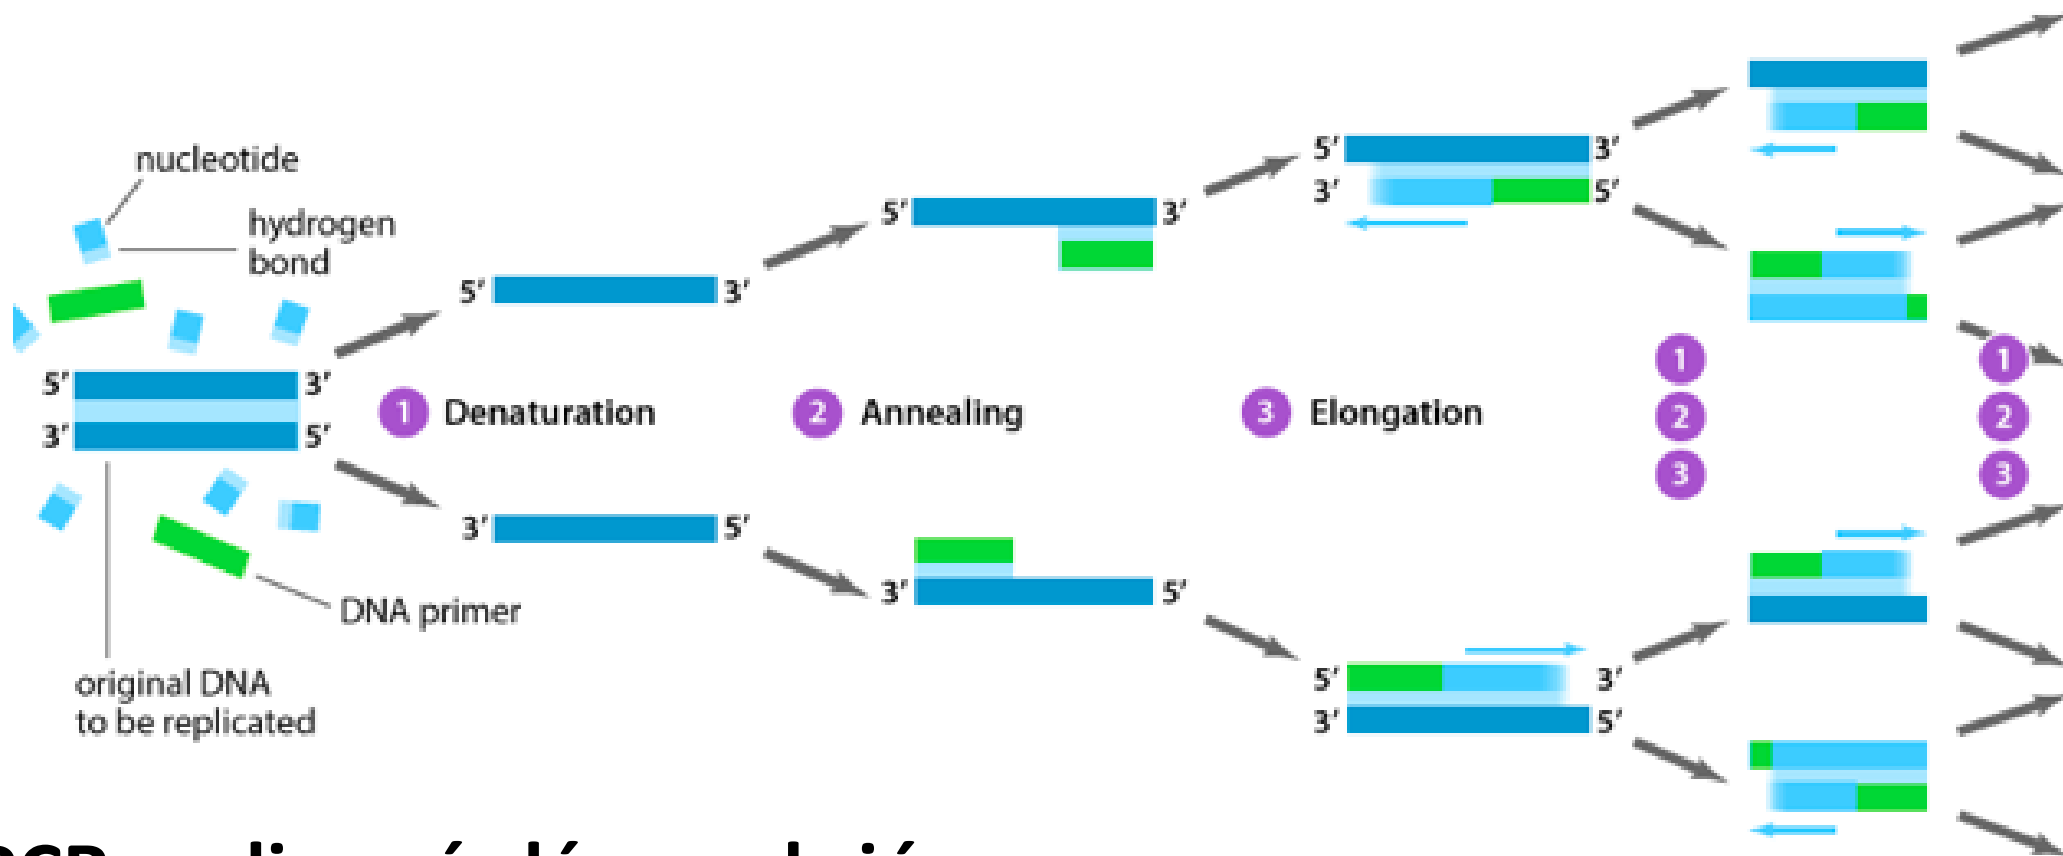 nucleotide
hydrogen
bond
5' 3'
3' 5'
5' 3'
3' 5'
5' 3'
3' 5'
5' 3'
3' 5'
5' 3'
3' 5'
1 Denaturation
2 Annealing
3 Elongation
1
2
3
1
2
3
DNA primer
original DNA
to be replicated